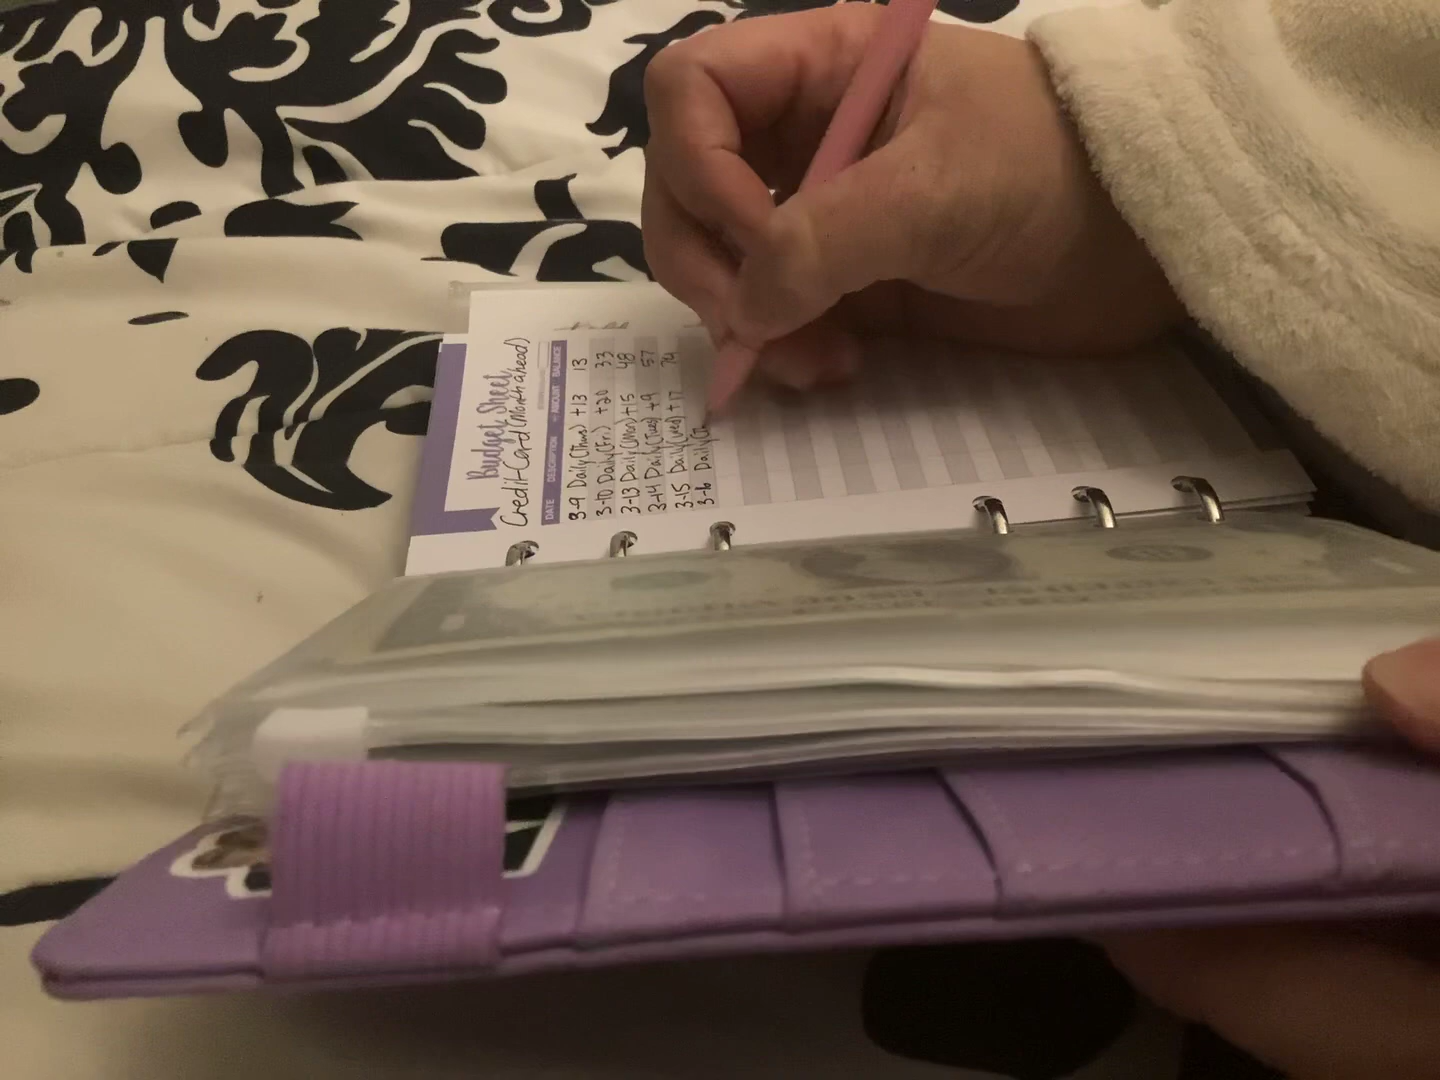 Budget Sheet
Credit Card (Month ahead)
DATE DESCRIPTION AMOUNT BALANCE
3-9 Daily (Thurs) +13 13
3-10 Daily (Fri) +20 33
3-13 Daily (Mon) +15 48
3-14 Daily (Tues) +9 57
3-15 Daily (Wed) +17 74
3-16 Daily (T